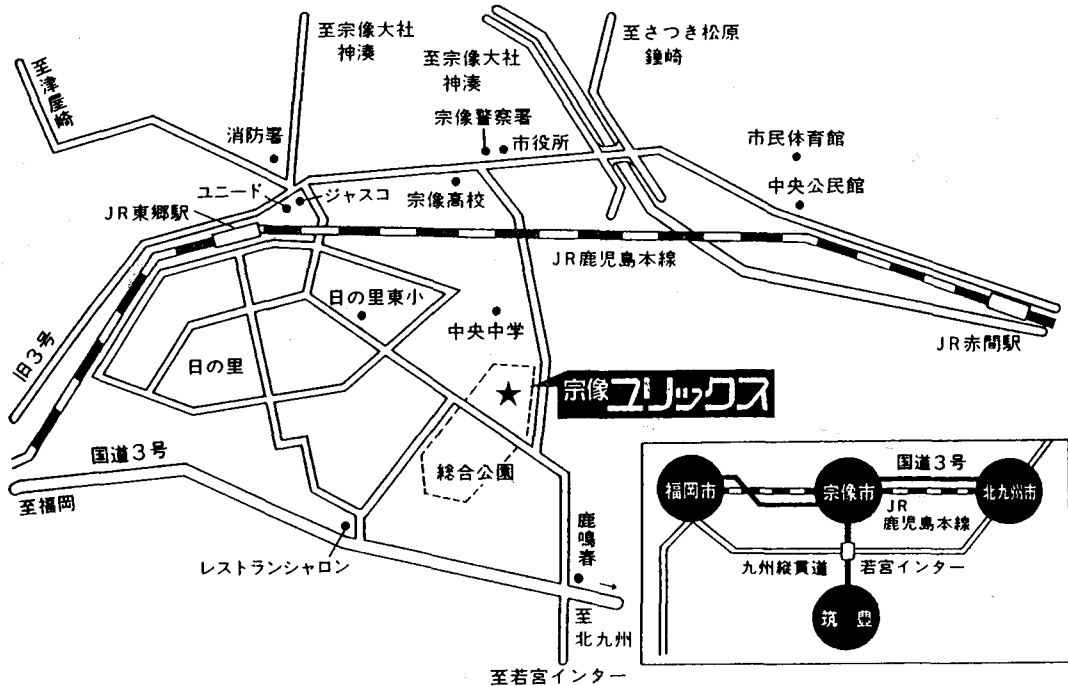 至宗像大社
神湊
至宗像大社
神湊
至さつき松原
鐘崎
至津屋崎
消防署
宗像警察署
市役所
市民体育館
中央公民館
ユニード
ジャスコ
宗像高校
JR東郷駅
JR鹿児島本線
日の里東小
中央中学
JR赤間駅
旧3号
日の里
宗像ユリックス
国道3号
総合公園
至福岡
レストランシャロン
鹿鳴春
→
至北九州
至若宮インター
国道3号
福岡市
宗像市
北九州市
JR
鹿児島本線
九州縦貫道
若宮インター
筑豊